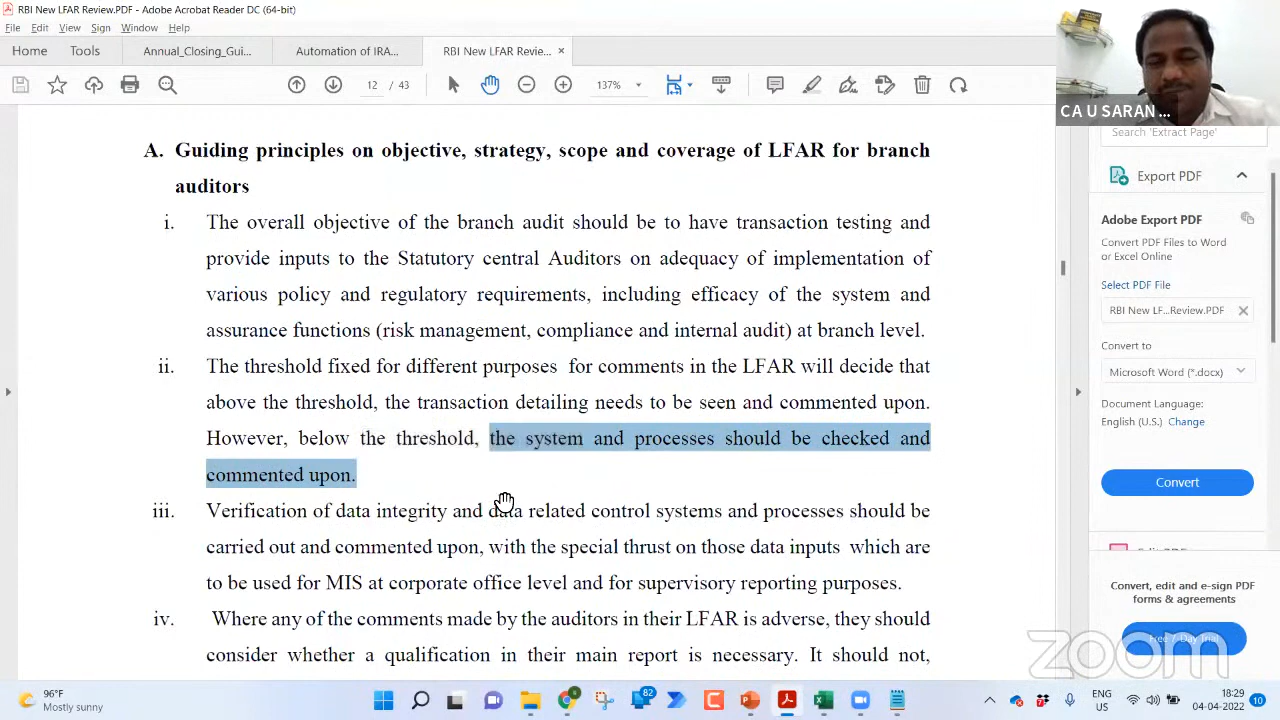 RBI New LFAR Review.PDF - Adobe Acrobat Reader DC (64-bit)
File Edit View Sign Window Help
Home Tools Annual_Closing_Gui... Automation of IRA... RBI New LFAR Revie... ×
12 / 43 137%
CA U SARAN ...
A. Guiding principles on objective, strategy, scope and coverage of LFAR for branch
auditors
i. The overall objective of the branch audit should be to have transaction testing and
provide inputs to the Statutory central Auditors on adequacy of implementation of
various policy and regulatory requirements, including efficacy of the system and
assurance functions (risk management, compliance and internal audit) at branch level.
ii. The threshold fixed for different purposes for comments in the LFAR will decide that
above the threshold, the transaction detailing needs to be seen and commented upon.
However, below the threshold, the system and processes should be checked and
commented upon.
iii. Verification of data integrity and data related control systems and processes should be
carried out and commented upon, with the special thrust on those data inputs which are
to be used for MIS at corporate office level and for supervisory reporting purposes.
iv. Where any of the comments made by the auditors in their LFAR is adverse, they should
consider whether a qualification in their main report is necessary. It should not,
Search 'Extract Page'
Export PDF
Adobe Export PDF
Convert PDF Files to Word
or Excel Online
Select PDF File
RBI New LF...Review.PDF
Convert to
Microsoft Word (*.docx)
Document Language:
English (U.S.) Change
Convert
Convert, edit and e-sign PDF
forms & agreements
Free 7-Day Trial
zoom
96°F
Mostly sunny
82
ENG
US
18:29
04-04-2022
10